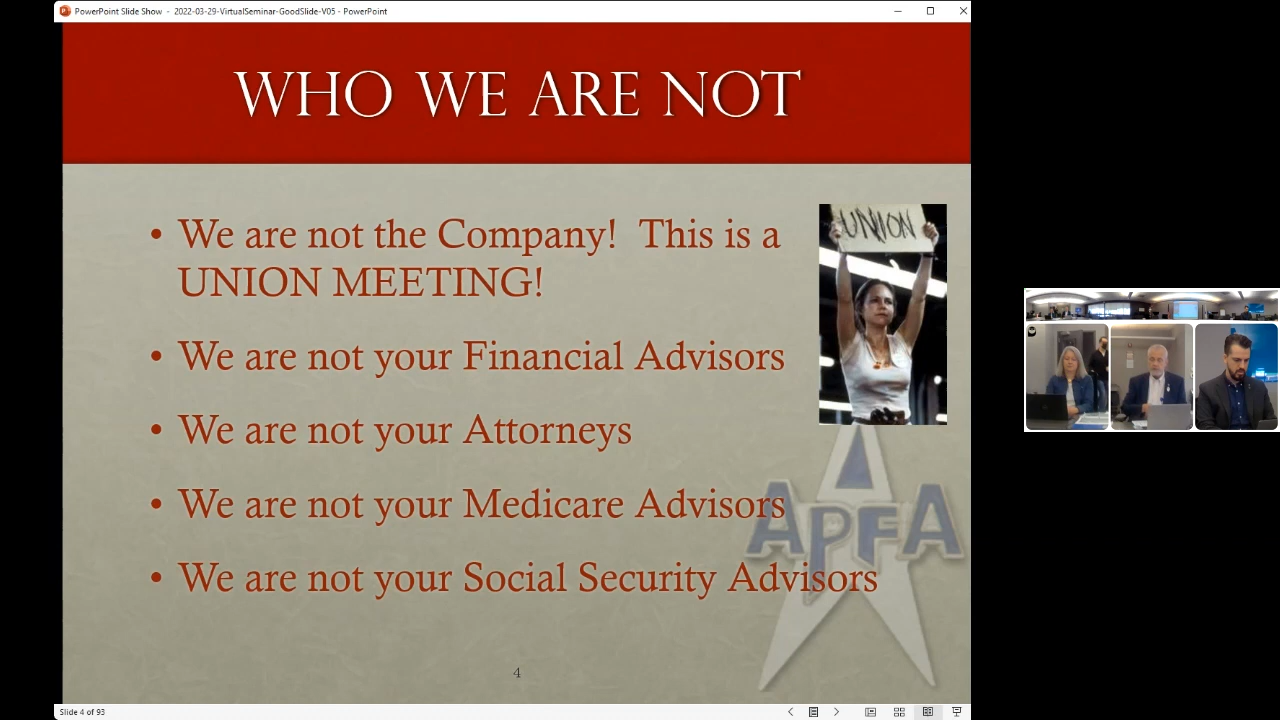 PowerPoint Slide Show - 2022-03-29-VirtualSeminar-GoodSlide-V05 - PowerPoint
WHO WE ARE NOT
• We are not the Company! This is a
UNION MEETING!
UNION
• We are not your Financial Advisors
• We are not your Attorneys
• We are not your Medicare Advisors
APFA
• We are not your Social Security Advisors
4
Slide 4 of 93